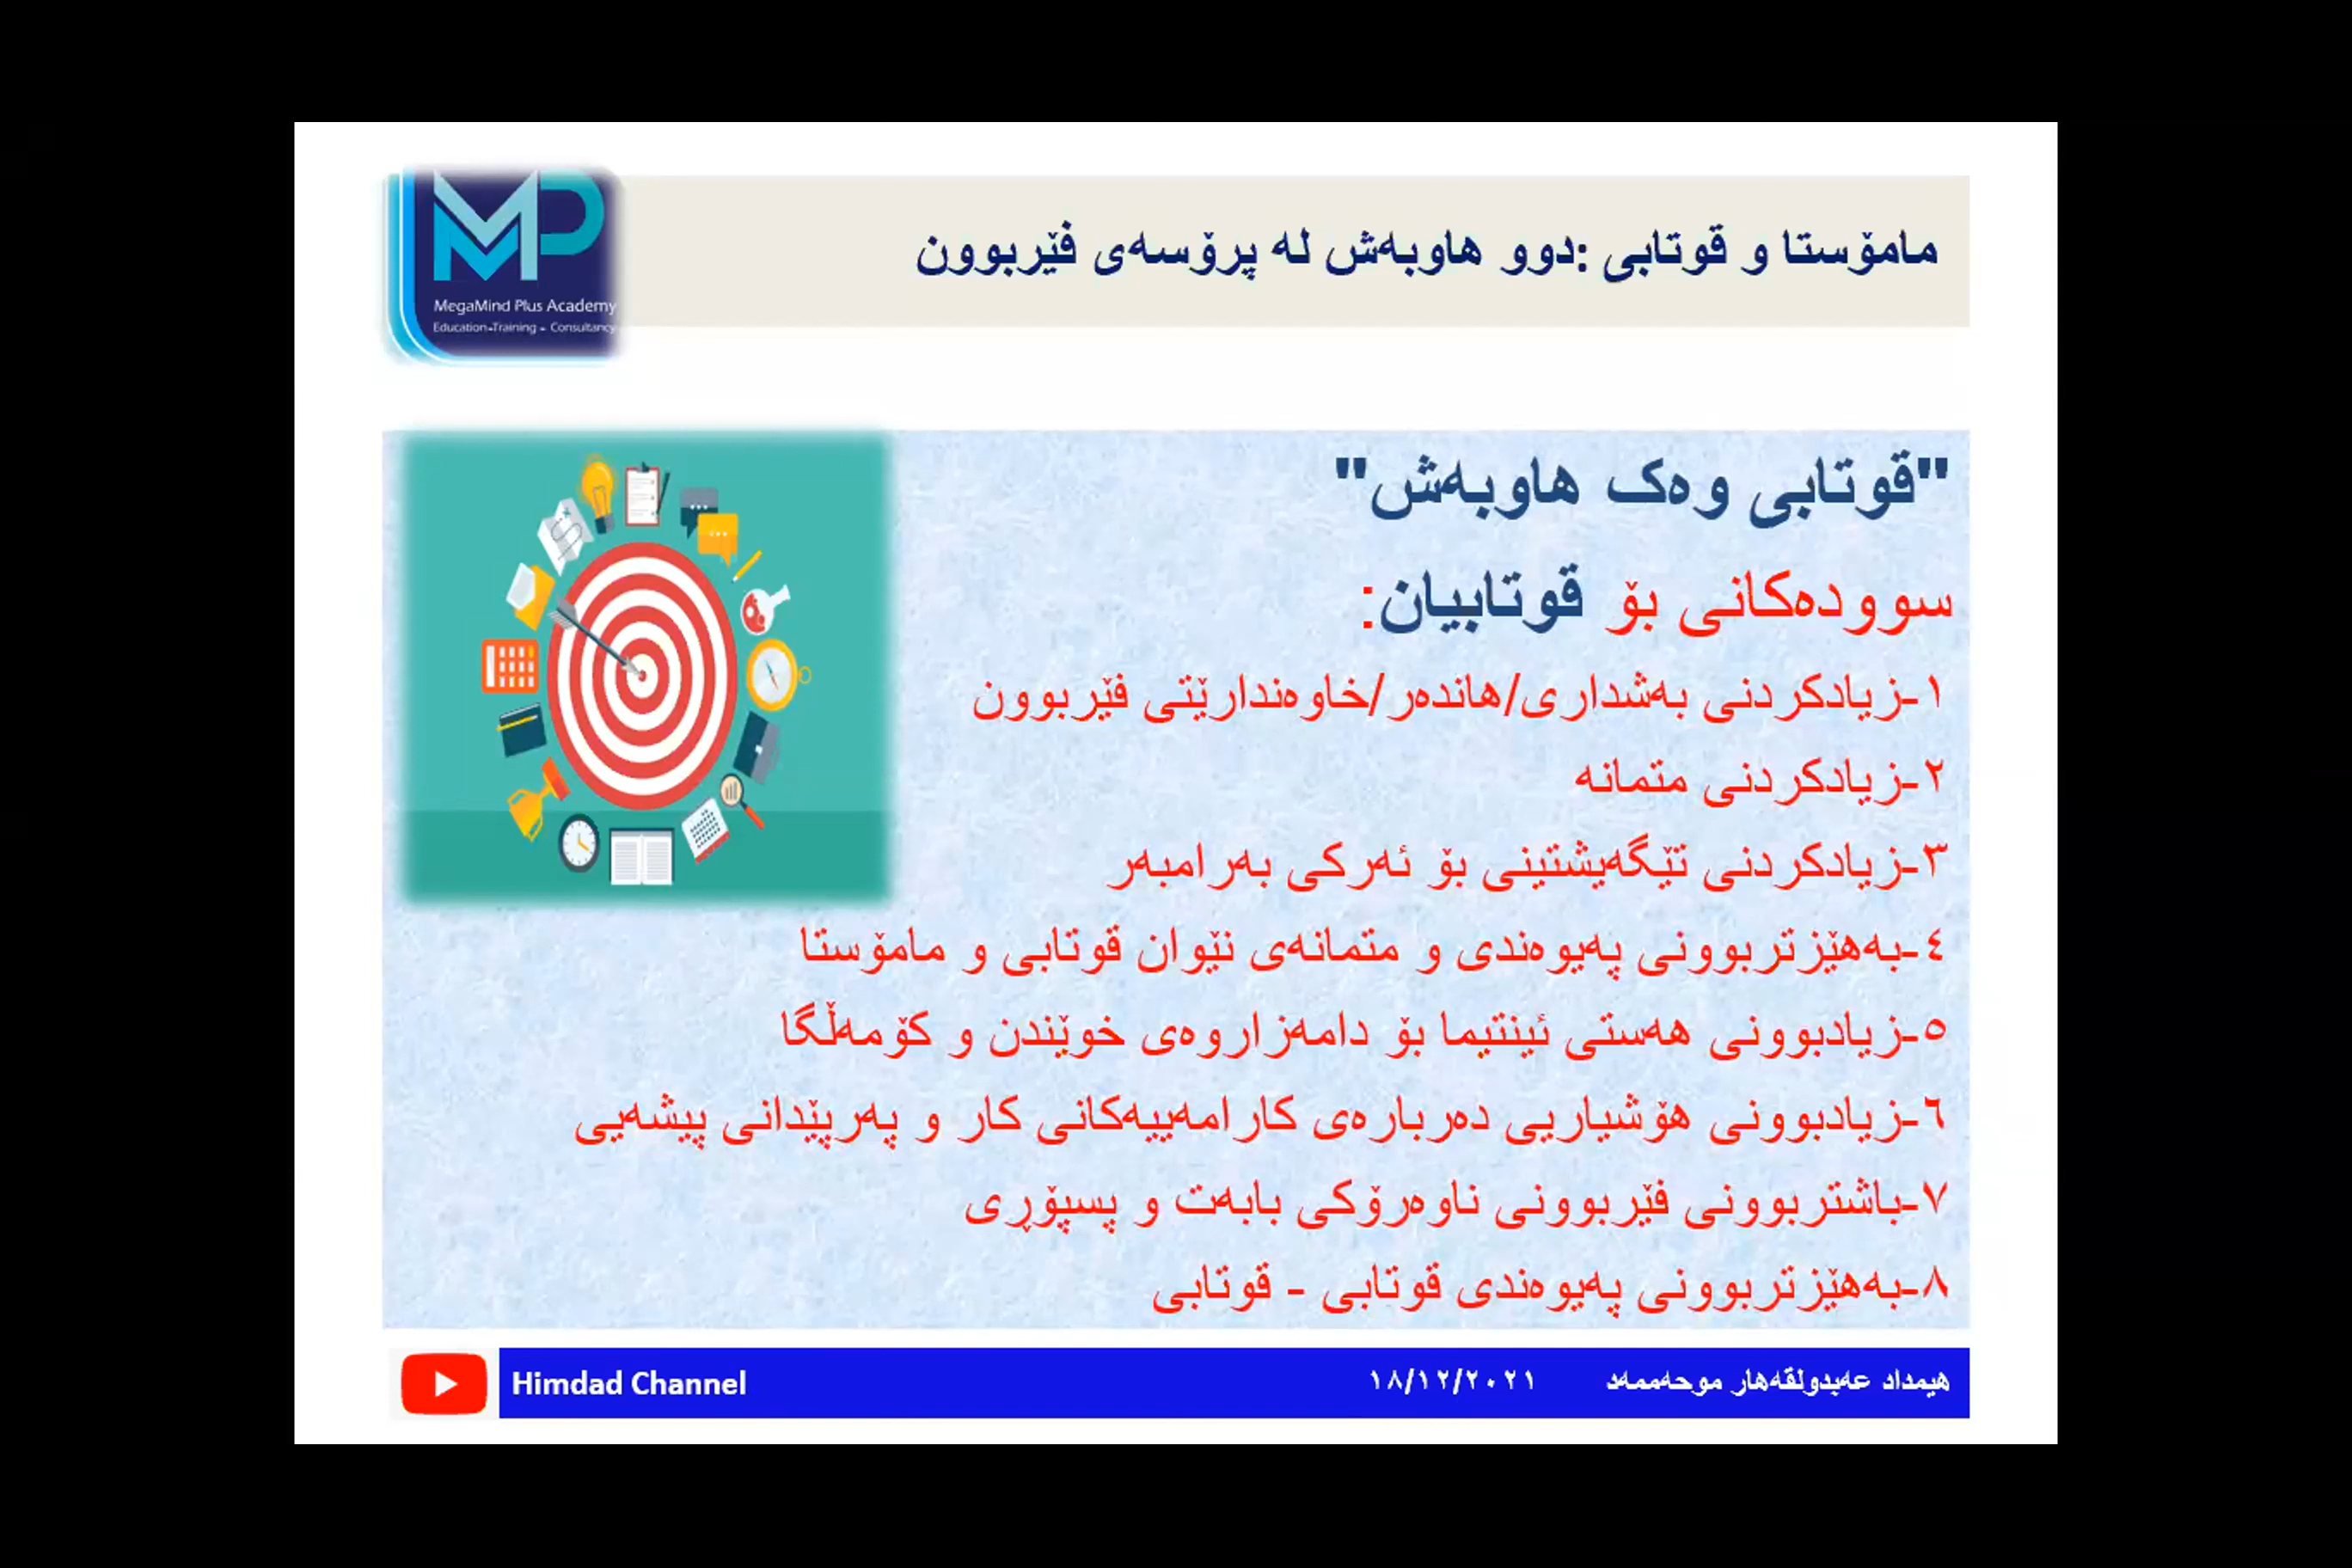 MP
MegaMind Plus Academy
Education-Training - Consultancy
مامۆستا و قوتابی :دوو هاوبەش لە پرۆسەی فێربوون
"قوتابی وەک هاوبەش"
سوودەکانی بۆ قوتابیان:
١-زیادکردنی بەشداری/هاندەر/خاوەندارێتی فێربوون
٢-زیادکردنی متمانە
٣-زیادکردنی تێگەیشتینی بۆ ئەرکی بەرامبەر
٤-بەهێزتربوونی پەیوەندی و متمانەی نێوان قوتابی و مامۆستا
٥-زیادبوونی هەستی ئینتیما بۆ دامەزاروەی خوێندن و کۆمەڵگا
٦-زیادبوونی هۆشیاریی دەربارەی کارامەییەکانی کار و پەرپێدانی پیشەیی
٧-باشتربوونی فێربوونی ناوەرۆکی بابەت و پسپۆڕی
٨-بەهێزتربوونی پەیوەندی قوتابی - قوتابی
هیمداد عەبدولقەهار موحەممەد ١٨/١٢/٢٠٢١
Himdad Channel